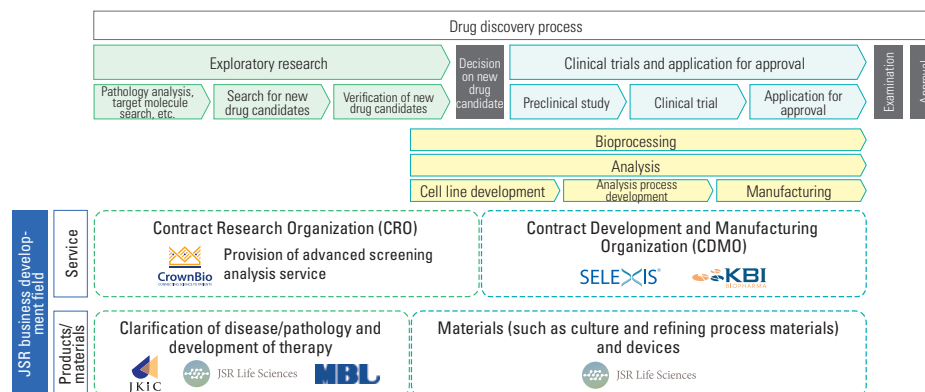 Drug discovery process
Exploratory research
Decision
on new
drug
candidate
Clinical trials and application for approval
Examination
Approval
Pathology analysis,
target molecule
search, etc.
Search for new
drug candidates
Verification of new
drug candidates
Preclinical study
Clinical trial
Application for
approval
Bioprocessing
Analysis
Cell line development
Analysis process
development
Manufacturing
JSR business develop-
ment field
Service
Contract Research Organization (CRO)
CrownBio
Provision of advanced screening
analysis service
Contract Development and Manufacturing
Organization (CDMO)
SELEXIS
KBI
BIOPHARMA
Products/
materials
Clarification of disease/pathology and
development of therapy
JKiC
JSR Life Sciences
MBL
Materials (such as culture and refining process materials)
and devices
JSR Life Sciences